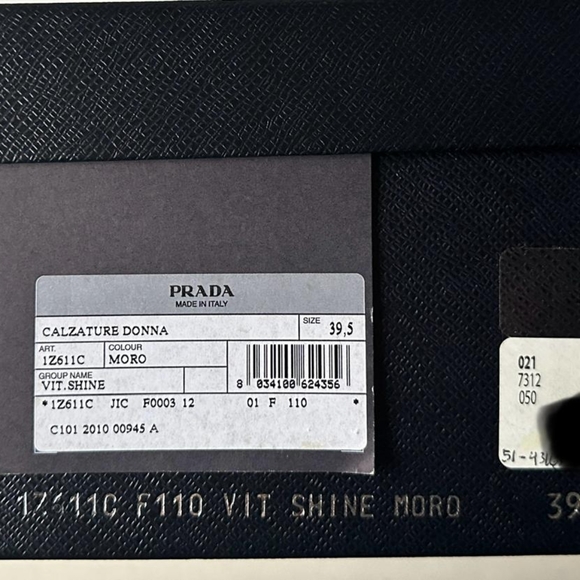 PRADA
MADE IN ITALY
CALZATURE DONNA SIZE 39,5
ART. COLOUR
1Z611C MORO
GROUP NAME
VIT.SHINE
8 034100 624356
*1Z611C JIC F0003 12 01 F 110 *
C101 2010 00945 A
021
7312
050
1Z611C F110 VIT SHINE MORO 39